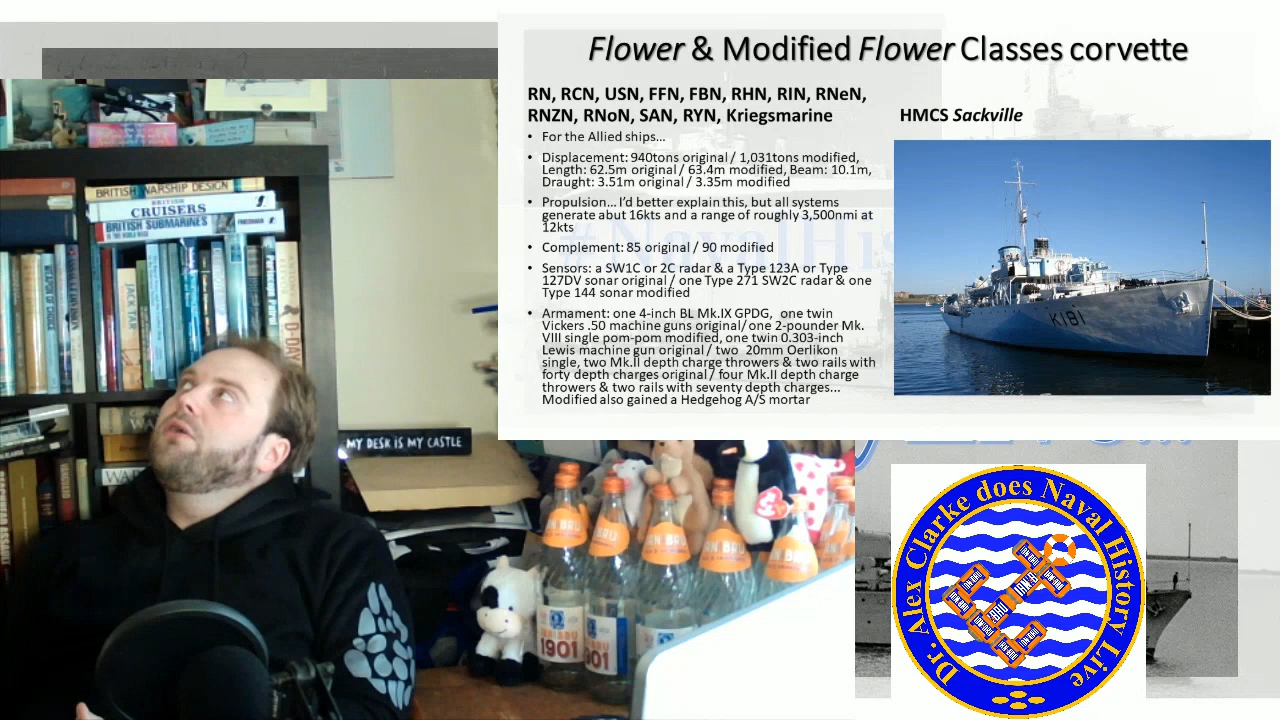 Flower & Modified Flower Classes corvette
RN, RCN, USN, FFN, FBN, RHN, RIN, RNeN,
RNZN, RNoN, SAN, RYN, Kriegsmarine
• For the Allied ships...
• Displacement: 940tons original / 1,031tons modified,
Length: 62.5m original / 63.4m modified, Beam: 10.1m,
Draught: 3.51m original / 3.35m modified
• Propulsion... I'd better explain this, but all systems
generate abut 16kts and a range of roughly 3,500nmi at
12kts
• Complement: 85 original / 90 modified
• Sensors: a SW1C or 2C radar & a Type 123A or Type
127DV sonar original / one Type 271 SW2C radar & one
Type 144 sonar modified
• Armament: one 4-inch BL Mk.IX GPDG, one twin
Vickers .50 machine guns original/ one 2-pounder Mk.
VIII single pom-pom modified, one twin 0.303-inch
Lewis machine gun original / two 20mm Oerlikon
single, two Mk.II depth charge throwers & two rails with
forty depth charges original / four Mk.II depth charge
throwers & two rails with seventy depth charges...
Modified also gained a Hedgehog A/S mortar
HMCS Sackville
K181
BRITISH WARSHIP DESIGN
BRITISH
CRUISERS
BRITISH SUBMARINES
FRIEDMAN
JACK TAR
D-DAY
MY DESK IS MY CASTLE
1901
Dr. Alex Clarke does Naval History Live